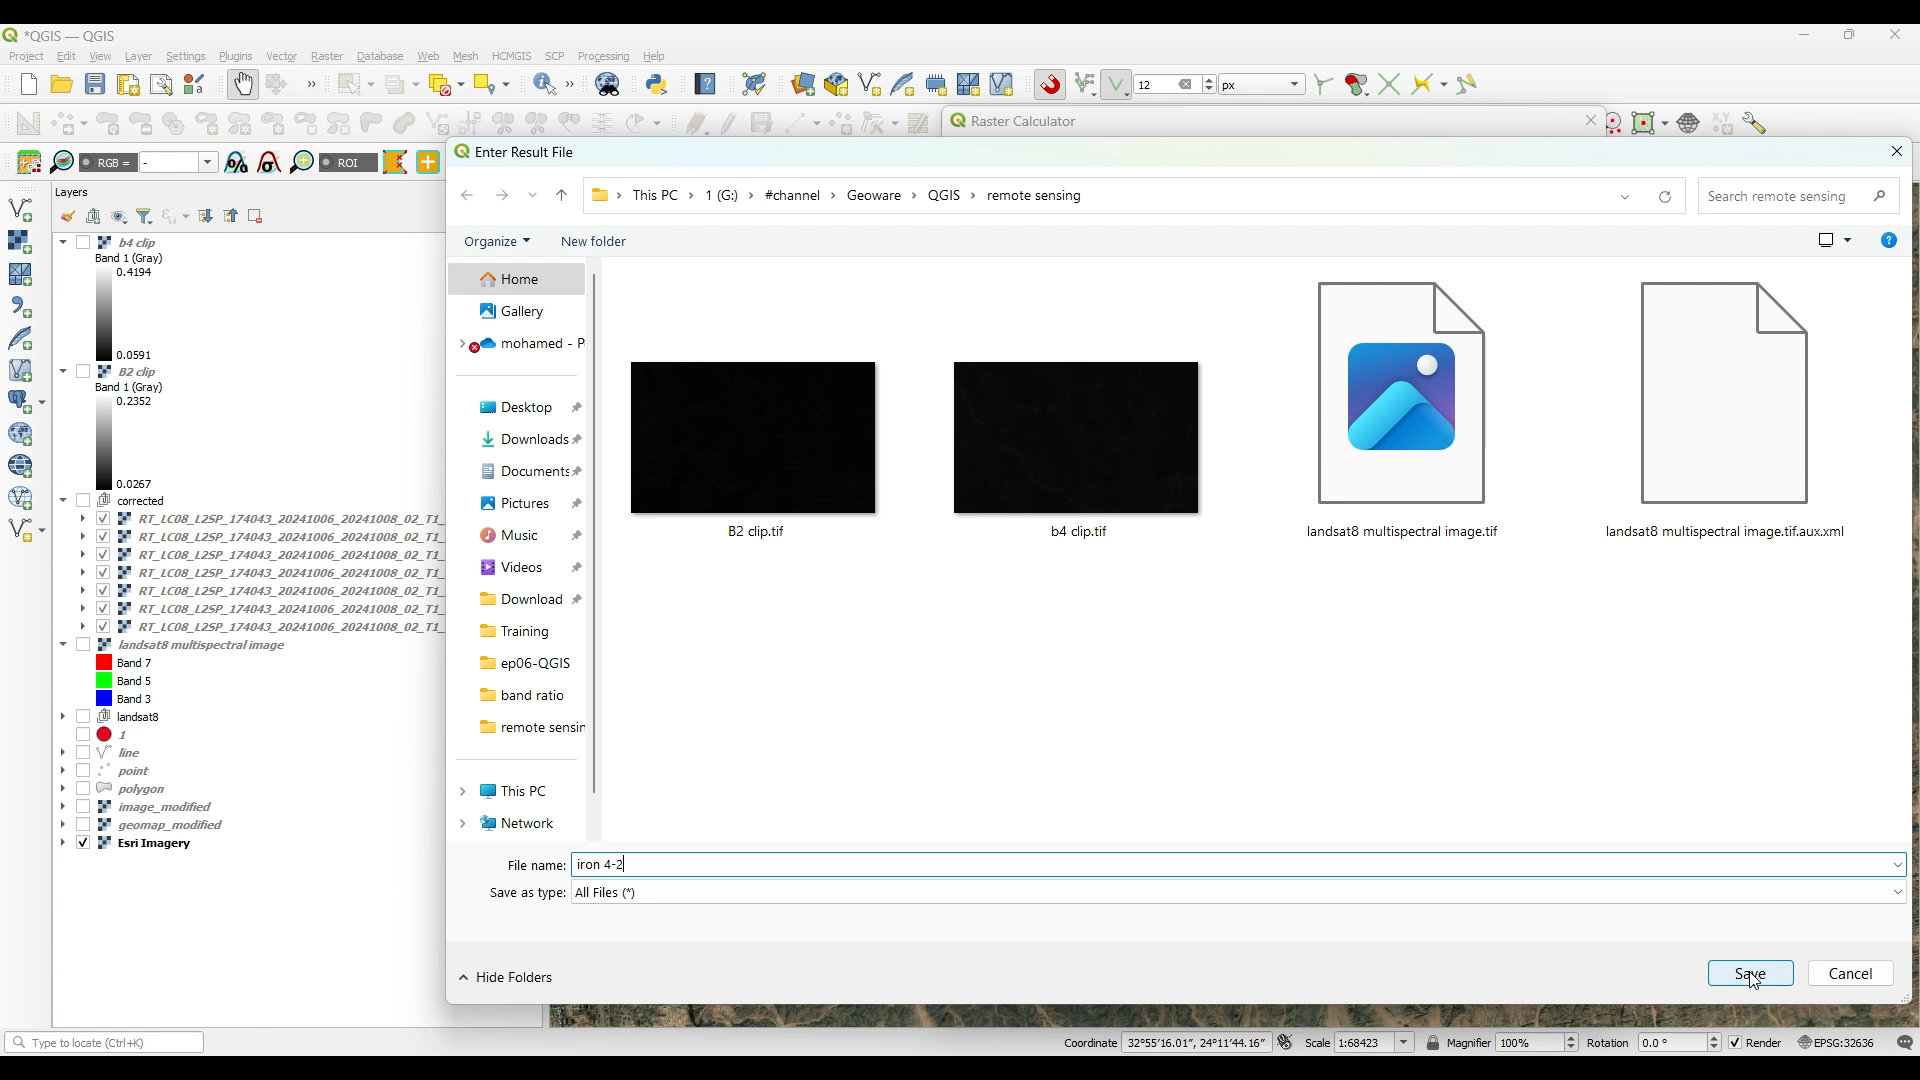 *QGIS — QGIS
Project Edit View Layer Settings Plugins Vector Raster Database Web Mesh HCMGIS SCP Processing Help
12 px
Raster Calculator
RGB = - ROI
Enter Result File
This PC 1 (G:) #channel Geoware QGIS remote sensing
Search remote sensing
Organize New folder
Layers
b4 clip
Band 1 (Gray)
0.4194
0.0591
B2 clip
Band 1 (Gray)
0.2352
0.0267
corrected
RT_LC08_L2SP_174043_20241006_20241008_02_T1_
RT_LC08_L2SP_174043_20241006_20241008_02_T1_
RT_LC08_L2SP_174043_20241006_20241008_02_T1_
RT_LC08_L2SP_174043_20241006_20241008_02_T1_
RT_LC08_L2SP_174043_20241006_20241008_02_T1_
RT_LC08_L2SP_174043_20241006_20241008_02_T1_
RT_LC08_L2SP_174043_20241006_20241008_02_T1_
landsat8 multispectral image
Band 7
Band 5
Band 3
landsat8
1
line
point
polygon
image_modified
geomap_modified
Esri Imagery
Home
Gallery
mohamed - P
Desktop
Downloads
Documents
Pictures
Music
Videos
Download
Training
ep06-QGIS
band ratio
remote sensin
This PC
Network
B2 clip.tif
b4 clip.tif
landsat8 multispectral image.tif
landsat8 multispectral image.tif.aux.xml
File name: iron 4-2
Save as type: All Files (*)
Hide Folders
Save
Cancel
Type to locate (Ctrl+K)
Coordinate 32°55'16.01", 24°11'44.16" Scale 1:68423 Magnifier 100% Rotation 0.0 ° Render EPSG:32636